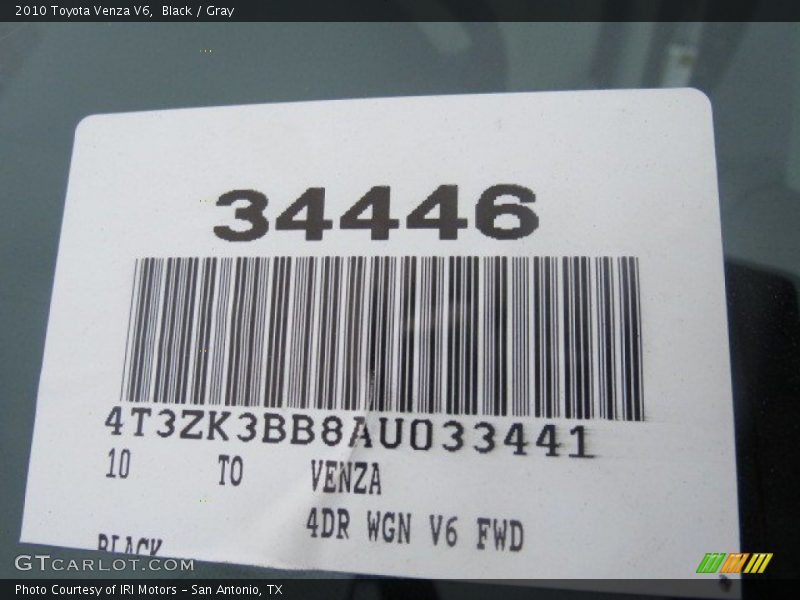 2010 Toyota Venza V6, Black / Gray
34446
4T3ZK3BB8AU033441
10 TO VENZA
4DR WGN V6 FWD
BLACK
GTCARLOT.COM
Photo Courtesy of IRI Motors – San Antonio, TX